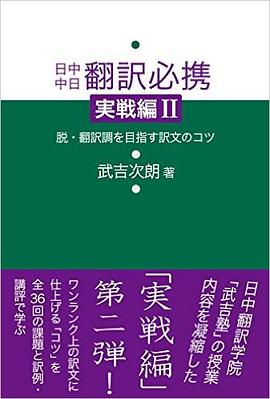 日中
中日
翻訳必携
実戦編Ⅱ
脱・翻訳調を目指す訳文のコツ
武吉次朗 著
日中翻訳学院
「武吉塾」の授業
内容を凝縮した
「実戦編」
第二弾!
ワンランク上の訳文に
仕上げる「コツ」を
全36回の課題と訳例・
講評で学ぶ